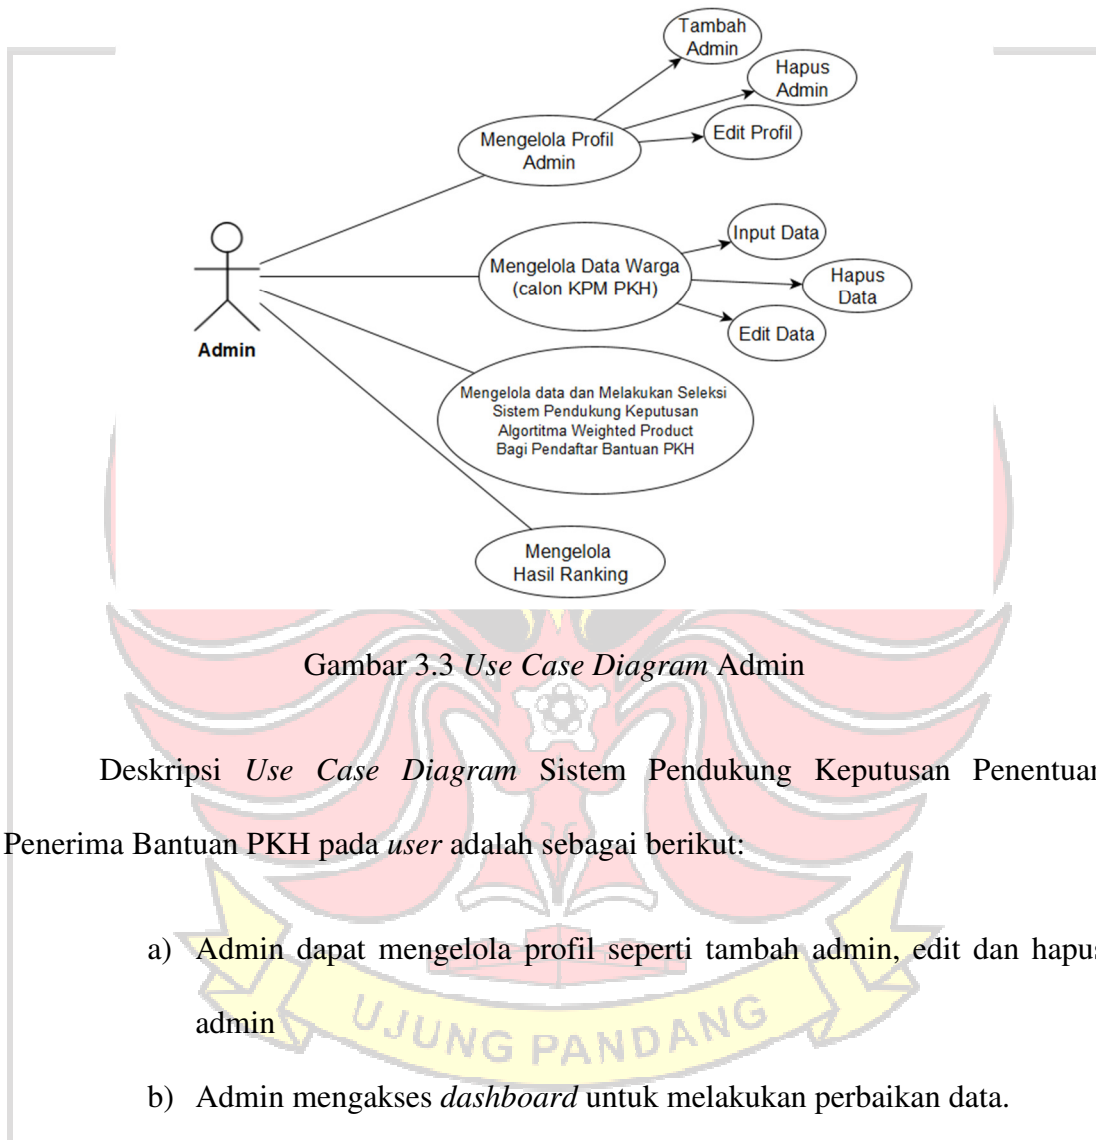 Tambah
Admin
Hapus
Admin
Mengelola Profil
Admin
Edit Profil
Input Data
Mengelola Data Warga
(calon KPM PKH)
Hapus
Data
Edit Data
Admin
Mengelola data dan Melakukan Seleksi
Sistem Pendukung Keputusan
Algortitma Weighted Product
Bagi Pendaftar Bantuan PKH
Mengelola
Hasil Ranking
Gambar 3.3 Use Case Diagram Admin
Deskripsi Use Case Diagram Sistem Pendukung Keputusan Penentuan
Penerima Bantuan PKH pada user adalah sebagai berikut:
a) Admin dapat mengelola profil seperti tambah admin, edit dan hapus
admin
UJUNG PANDANG
b) Admin mengakses dashboard untuk melakukan perbaikan data.